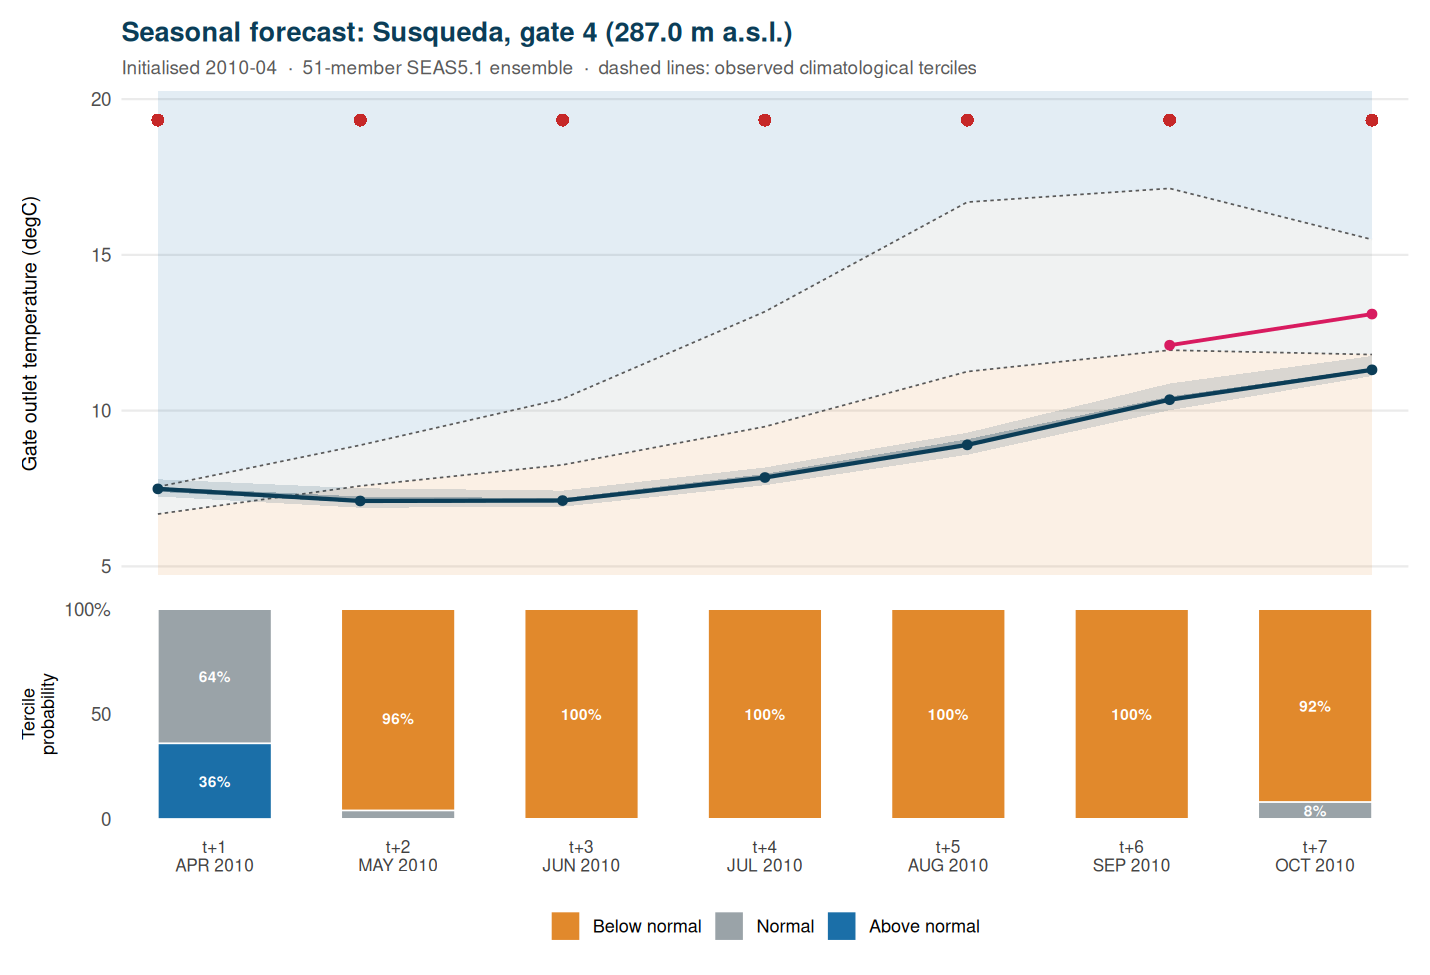 Seasonal forecast: Susqueda, gate 4 (287.0 m a.s.l.)
Initialised 2010-04 · 51-member SEAS5.1 ensemble · dashed lines: observed climatological terciles
Gate outlet temperature (degC)
20
15
10
5
Tercile
probability
100%
50
0
64%
36%
96%
100%
100%
100%
100%
92%
8%
t+1
APR 2010
t+2
MAY 2010
t+3
JUN 2010
t+4
JUL 2010
t+5
AUG 2010
t+6
SEP 2010
t+7
OCT 2010
Below normal
Normal
Above normal